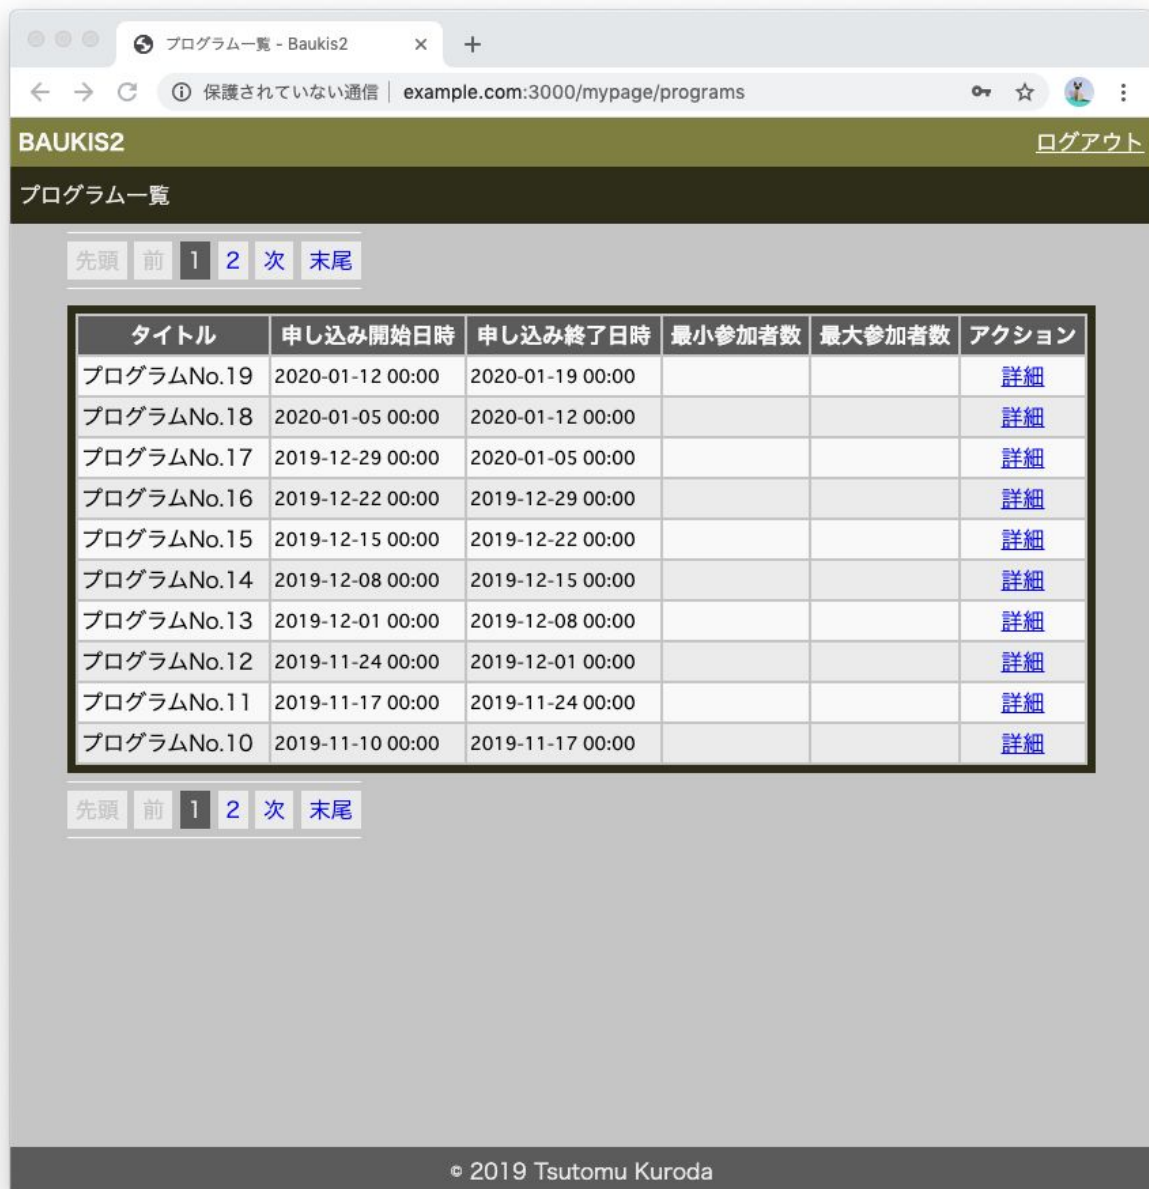 プログラム一覧 - Baukis2
保護されていない通信 | example.com:3000/mypage/programs
BAUKIS2 ログアウト
プログラム一覧
先頭 前 1 2 次 末尾
タイトル 申し込み開始日時 申し込み終了日時 最小参加者数 最大参加者数 アクション
プログラムNo.19 2020-01-12 00:00 2020-01-19 00:00 詳細
プログラムNo.18 2020-01-05 00:00 2020-01-12 00:00 詳細
プログラムNo.17 2019-12-29 00:00 2020-01-05 00:00 詳細
プログラムNo.16 2019-12-22 00:00 2019-12-29 00:00 詳細
プログラムNo.15 2019-12-15 00:00 2019-12-22 00:00 詳細
プログラムNo.14 2019-12-08 00:00 2019-12-15 00:00 詳細
プログラムNo.13 2019-12-01 00:00 2019-12-08 00:00 詳細
プログラムNo.12 2019-11-24 00:00 2019-12-01 00:00 詳細
プログラムNo.11 2019-11-17 00:00 2019-11-24 00:00 詳細
プログラムNo.10 2019-11-10 00:00 2019-11-17 00:00 詳細
先頭 前 1 2 次 末尾
© 2019 Tsutomu Kuroda